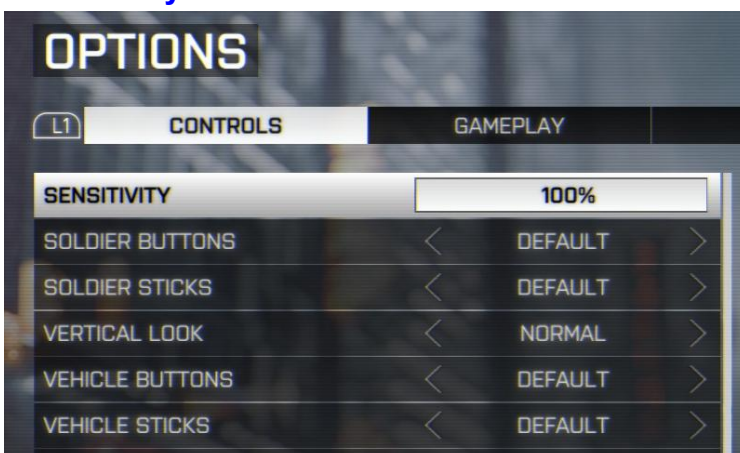 OPTIONS
L1 CONTROLS GAMEPLAY
SENSITIVITY 100%
SOLDIER BUTTONS DEFAULT
SOLDIER STICKS DEFAULT
VERTICAL LOOK NORMAL
VEHICLE BUTTONS DEFAULT
VEHICLE STICKS DEFAULT